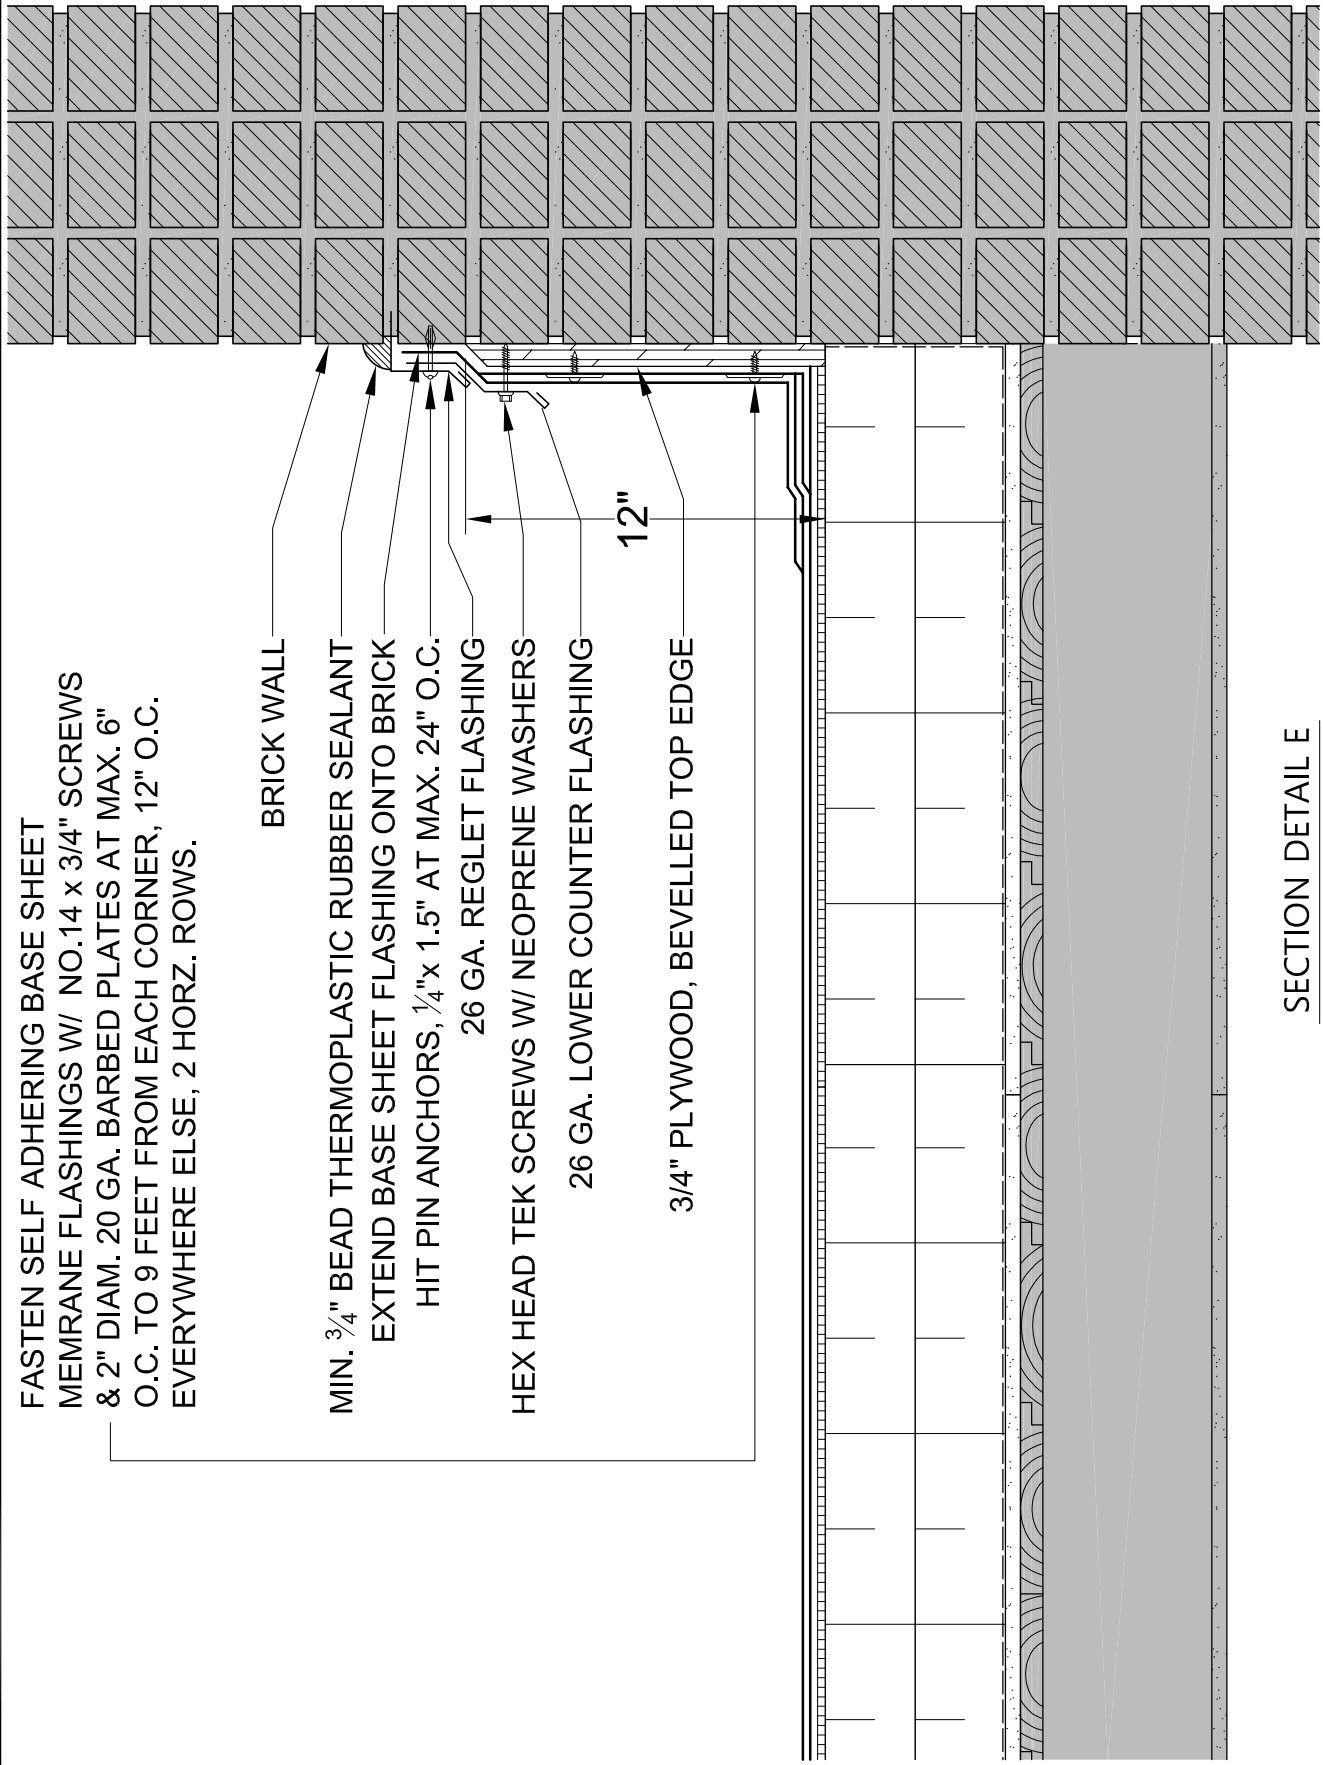 FASTEN SELF ADHERING BASE SHEET
MEMRANE FLASHINGS W/ NO.14 x 3/4" SCREWS
& 2" DIAM. 20 GA. BARBED PLATES AT MAX. 6"
O.C. TO 9 FEET FROM EACH CORNER, 12" O.C.
EVERYWHERE ELSE, 2 HORZ. ROWS.
BRICK WALL
MIN. ¾" BEAD THERMOPLASTIC RUBBER SEALANT
EXTEND BASE SHEET FLASHING ONTO BRICK
HIT PIN ANCHORS, ¼"x 1.5" AT MAX. 24" O.C.
26 GA. REGLET FLASHING
HEX HEAD TEK SCREWS W/ NEOPRENE WASHERS
26 GA. LOWER COUNTER FLASHING
12"
3/4" PLYWOOD, BEVELLED TOP EDGE
SECTION DETAIL E